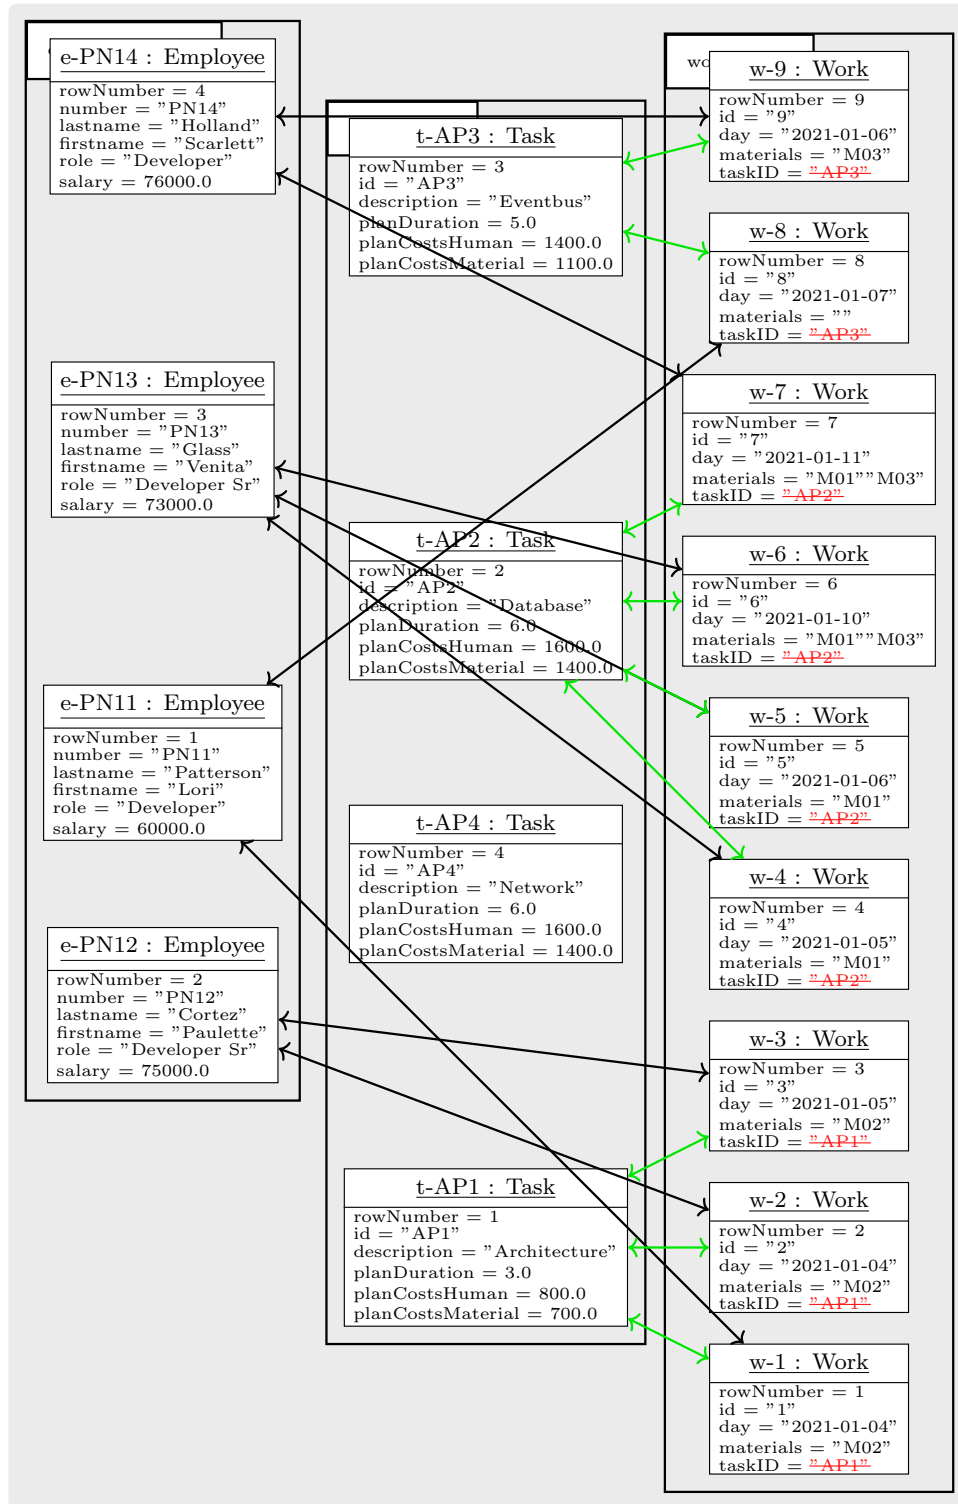 e-PN14 : Employee
rowNumber = 4
number = ”PN14”
lastname = ”Holland”
firstname = ”Scarlett”
role = ”Developer”
salary = 76000.0
e-PN13 : Employee
rowNumber = 3
number = ”PN13”
lastname = ”Glass”
firstname = ”Venita”
role = ”Developer Sr”
salary = 73000.0
e-PN11 : Employee
rowNumber = 1
number = ”PN11”
lastname = ”Patterson”
firstname = ”Lori”
role = ”Developer”
salary = 60000.0
e-PN12 : Employee
rowNumber = 2
number = ”PN12”
lastname = ”Cortez”
firstname = ”Paulette”
role = ”Developer Sr”
salary = 75000.0
t-AP3 : Task
rowNumber = 3
id = ”AP3”
description = ”Eventbus”
planDuration = 5.0
planCostsHuman = 1400.0
planCostsMaterial = 1100.0
t-AP2 : Task
rowNumber = 2
id = ”AP2”
description = ”Database”
planDuration = 6.0
planCostsHuman = 1600.0
planCostsMaterial = 1400.0
t-AP4 : Task
rowNumber = 4
id = ”AP4”
description = ”Network”
planDuration = 6.0
planCostsHuman = 1600.0
planCostsMaterial = 1400.0
t-AP1 : Task
rowNumber = 1
id = ”AP1”
description = ”Architecture”
planDuration = 3.0
planCostsHuman = 800.0
planCostsMaterial = 700.0
w-9 : Work
rowNumber = 9
id = ”9”
day = ”2021-01-06”
materials = ”M03”
taskID = ”AP3”
w-8 : Work
rowNumber = 8
id = ”8”
day = ”2021-01-07”
materials = ””
taskID = ”AP3”
w-7 : Work
rowNumber = 7
id = ”7”
day = ”2021-01-11”
materials = ”M01””M03”
taskID = ”AP2”
w-6 : Work
rowNumber = 6
id = ”6”
day = ”2021-01-10”
materials = ”M01””M03”
taskID = ”AP2”
w-5 : Work
rowNumber = 5
id = ”5”
day = ”2021-01-06”
materials = ”M01”
taskID = ”AP2”
w-4 : Work
rowNumber = 4
id = ”4”
day = ”2021-01-05”
materials = ”M01”
taskID = ”AP2”
w-3 : Work
rowNumber = 3
id = ”3”
day = ”2021-01-05”
materials = ”M02”
taskID = ”AP1”
w-2 : Work
rowNumber = 2
id = ”2”
day = ”2021-01-04”
materials = ”M02”
taskID = ”AP1”
w-1 : Work
rowNumber = 1
id = ”1”
day = ”2021-01-04”
materials = ”M02”
taskID = ”AP1”